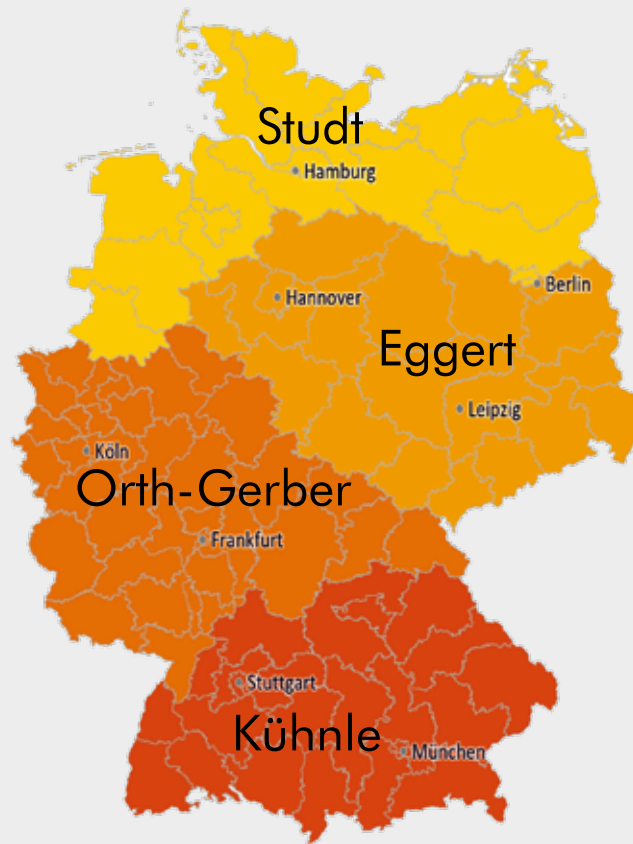 Studt
Hamburg
Berlin
Hannover
Eggert
Leipzig
Köln
Orth-Gerber
Frankfurt
Stuttgart
Kühnle
München